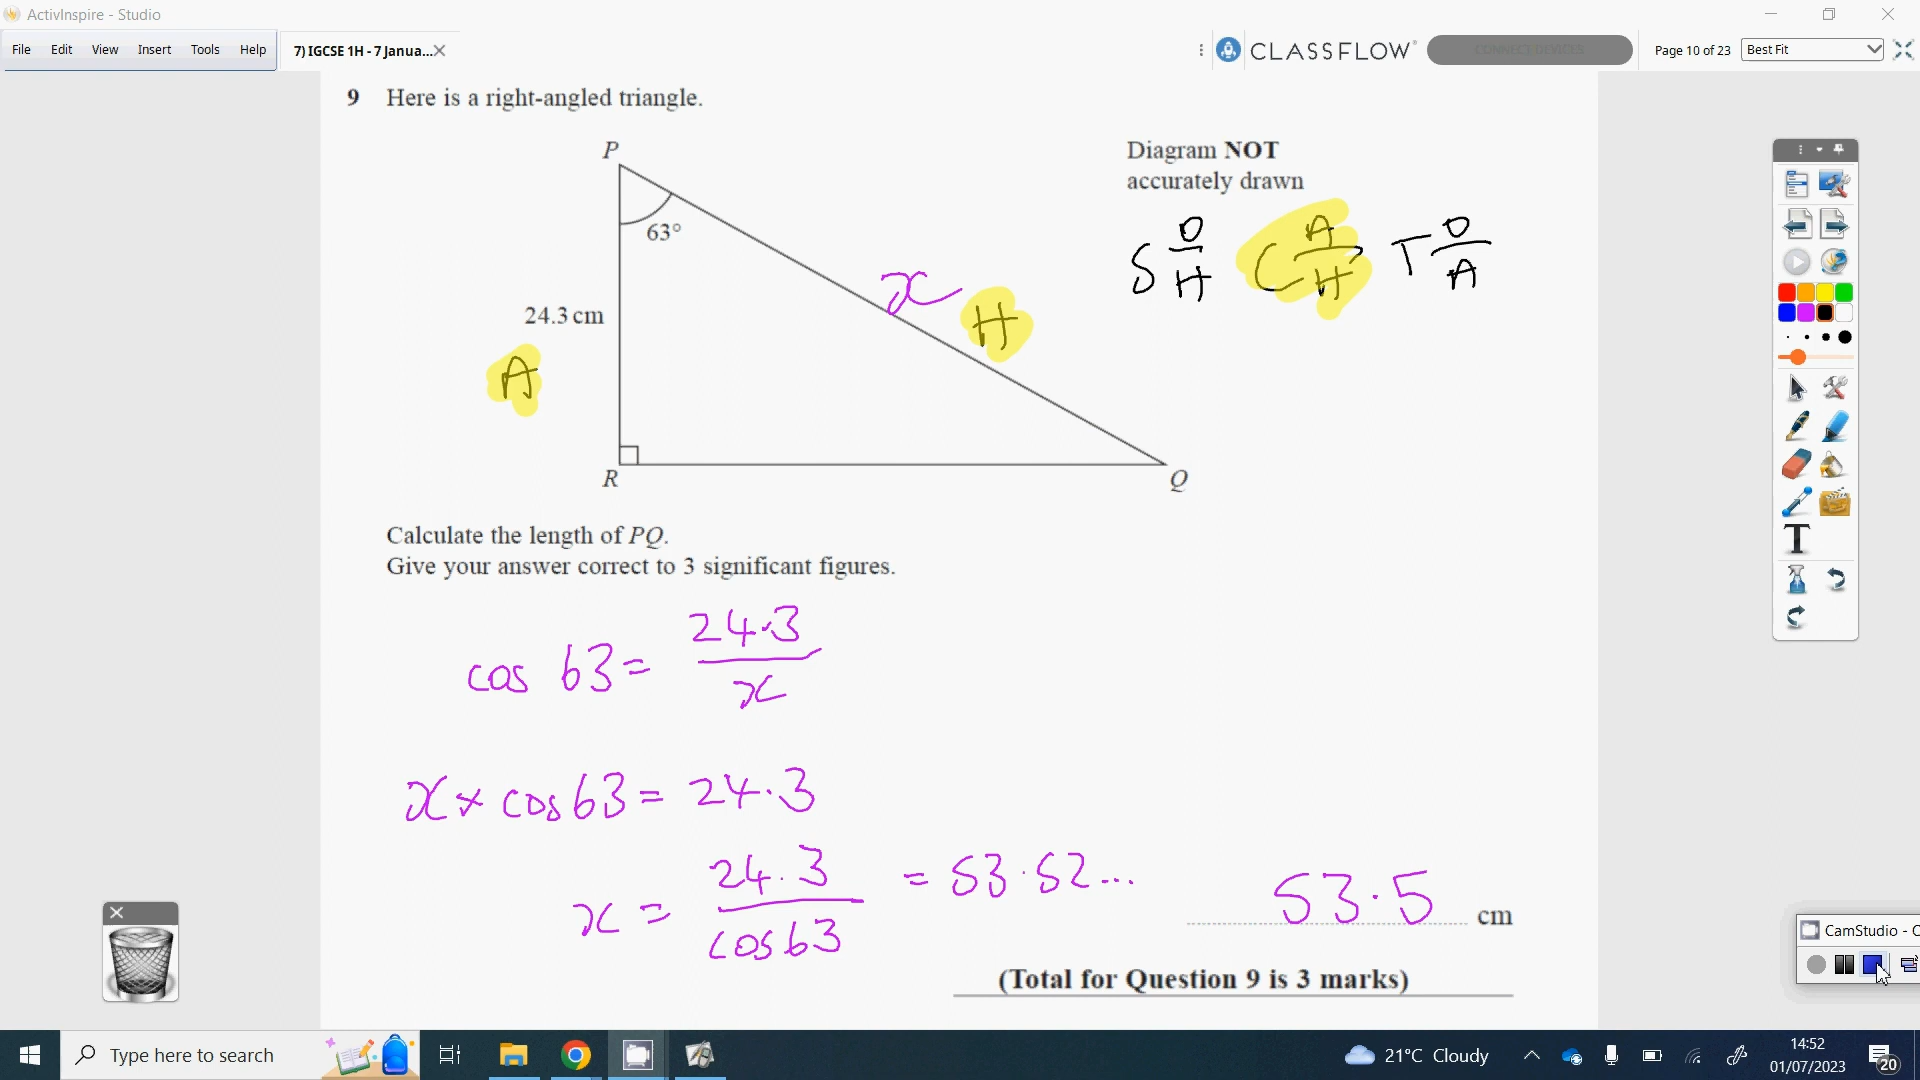 ActivInspire - Studio
File Edit View Insert Tools Help
7) IGCSE 1H - 7 Janua...
CLASSFLOW
Page 10 of 23 Best Fit
9 Here is a right-angled triangle.
P
Diagram NOT
accurately drawn
63°
S O/H C A/H T O/A
x
H
24.3 cm
A
R
Q
Calculate the length of PQ.
Give your answer correct to 3 significant figures.
cos 63 = 24.3/x
x × cos 63 = 24.3
x = 24.3/cos 63 = 53.52...
53.5 cm
(Total for Question 9 is 3 marks)
T
CamStudio - 
Type here to search
21°C Cloudy
14:52
01/07/2023
20